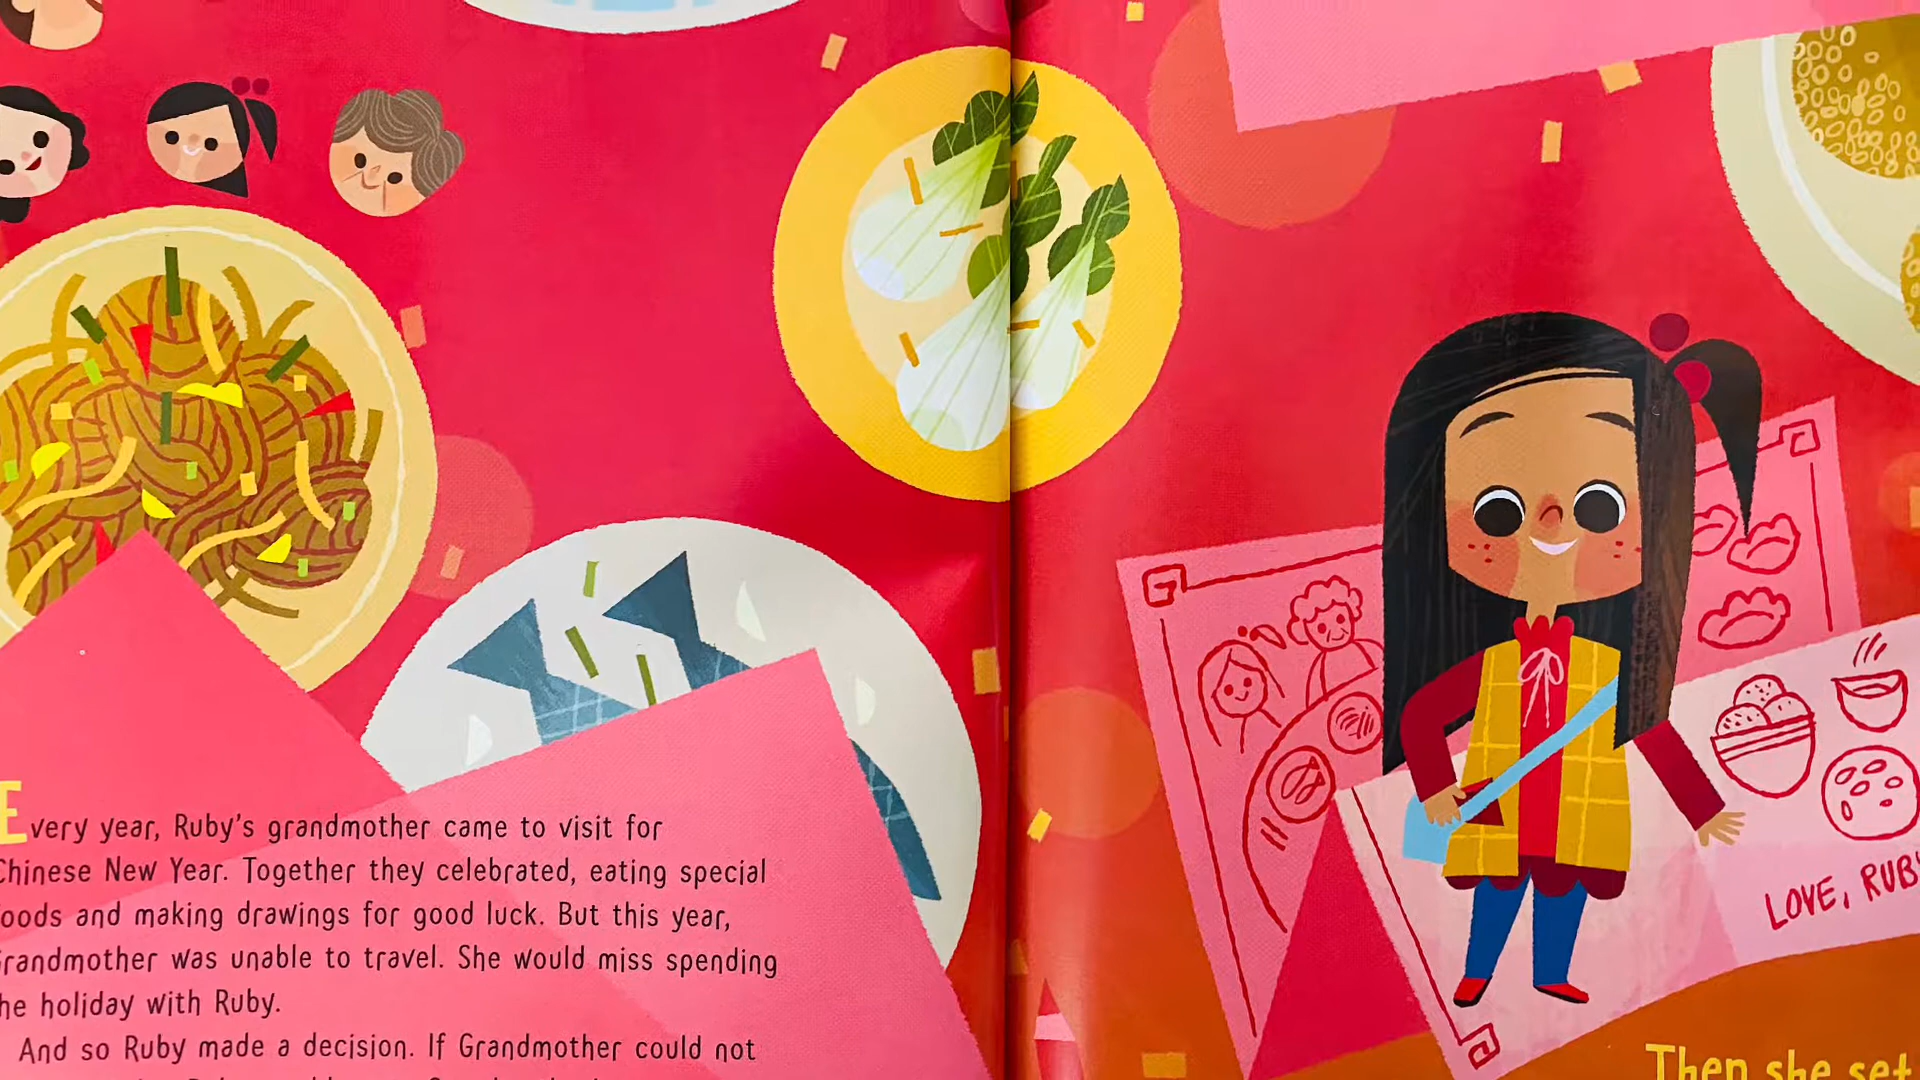 Every year, Ruby's grandmother came to visit for
Chinese New Year. Together they celebrated, eating special
foods and making drawings for good luck. But this year,
Grandmother was unable to travel. She would miss spending
the holiday with Ruby.
And so Ruby made a decision. If Grandmother could not
LOVE, RUBY
Then she set